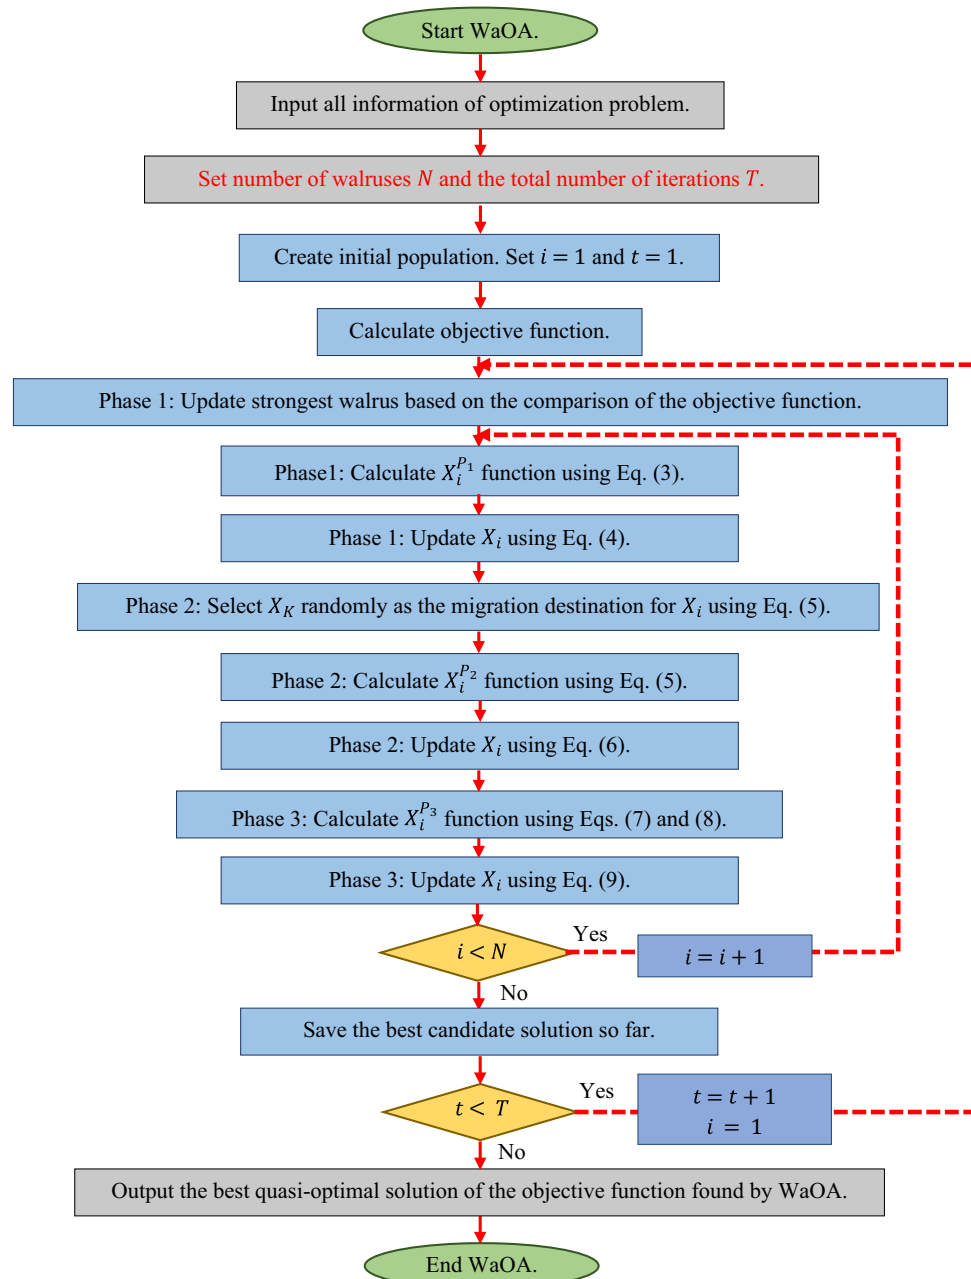 Start WaOA.
Input all information of optimization problem.
Set number of walruses N and the total number of iterations T.
Create initial population. Set i = 1 and t = 1.
Calculate objective function.
Phase 1: Update strongest walrus based on the comparison of the objective function.
Phase1: Calculate X_i^{P_1} function using Eq. (3).
Phase 1: Update X_i using Eq. (4).
Phase 2: Select X_K randomly as the migration destination for X_i using Eq. (5).
Phase 2: Calculate X_i^{P_2} function using Eq. (5).
Phase 2: Update X_i using Eq. (6).
Phase 3: Calculate X_i^{P_3} function using Eqs. (7) and (8).
Phase 3: Update X_i using Eq. (9).
i < N
Yes
i = i + 1
No
Save the best candidate solution so far.
t < T
Yes
t = t + 1
i = 1
No
Output the best quasi-optimal solution of the objective function found by WaOA.
End WaOA.